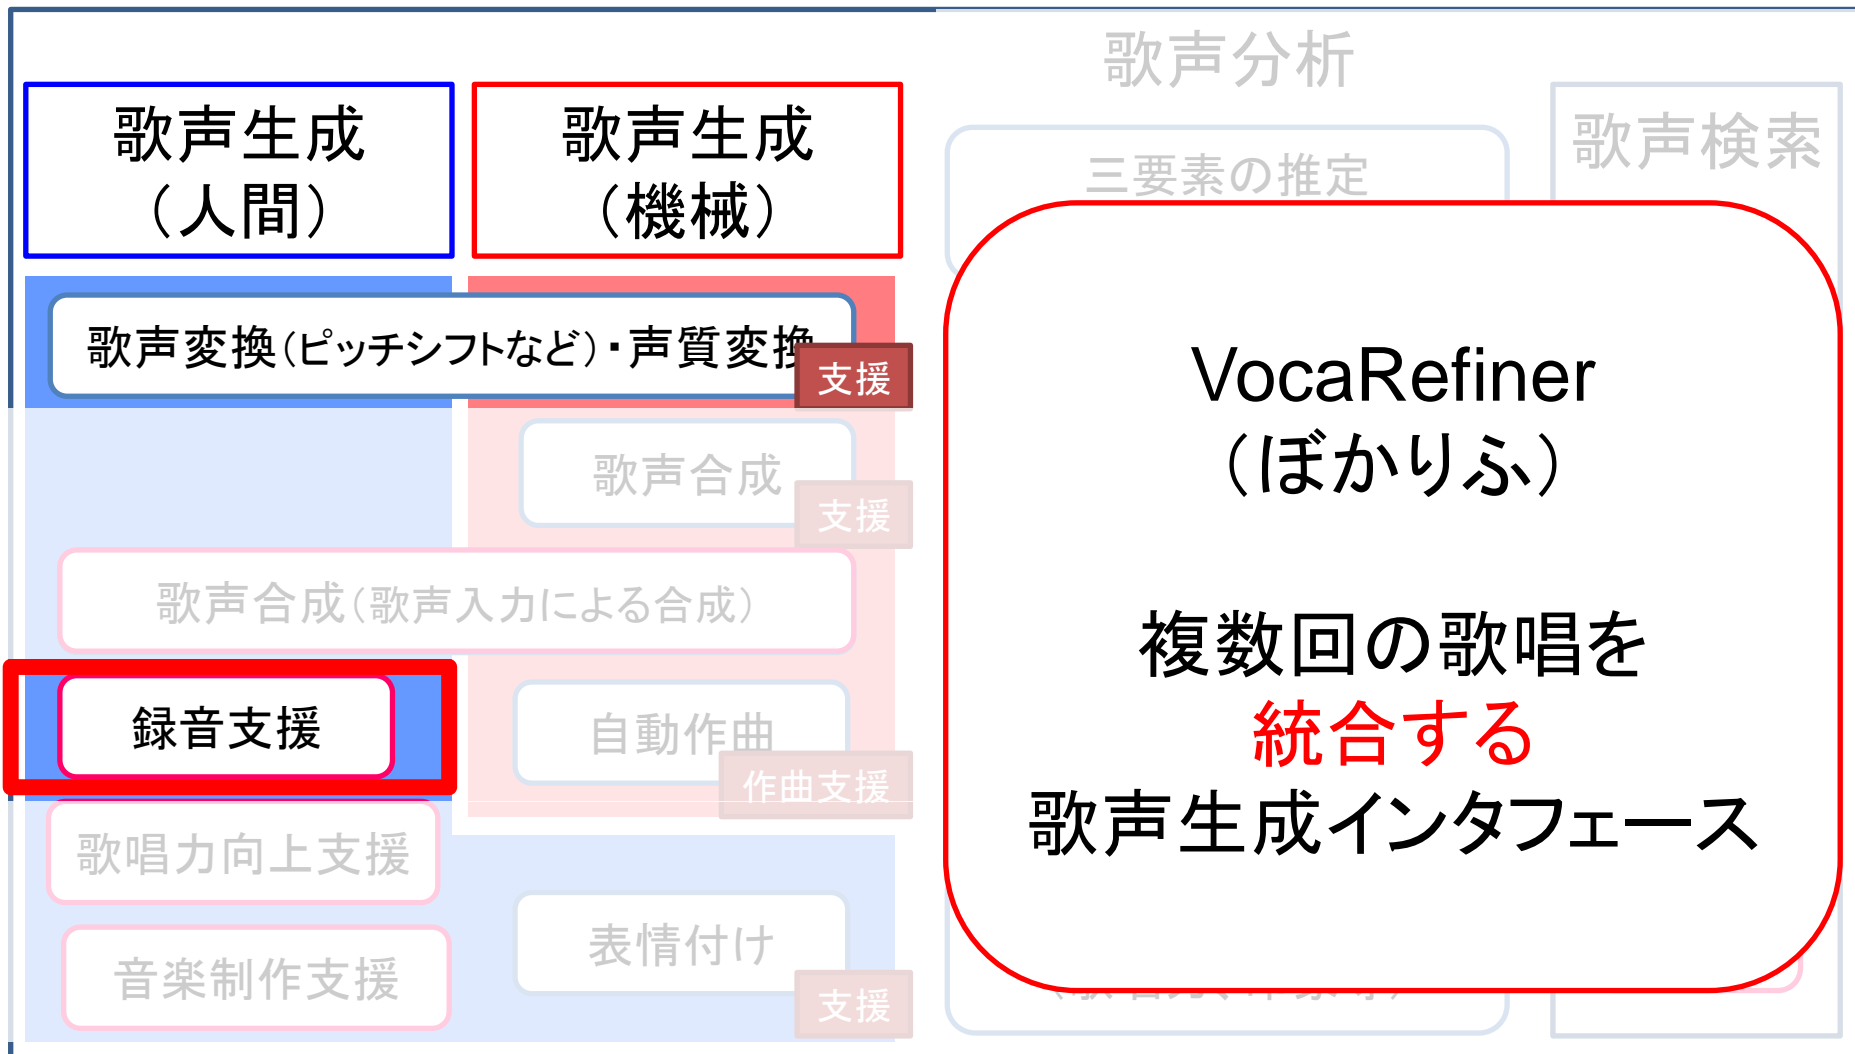 歌声分析
歌声生成
（人間）
歌声生成
（機械）
歌声検索
三要素の推定
歌声変換（ピッチシフトなど）・声質変換
支援
歌声合成
支援
歌声合成（歌声入力による合成）
録音支援
自動作曲
作曲支援
歌唱力向上支援
表情付け
支援
音楽制作支援
VocaRefiner
（ぼかりふ）
複数回の歌唱を
統合する
歌声生成インタフェース